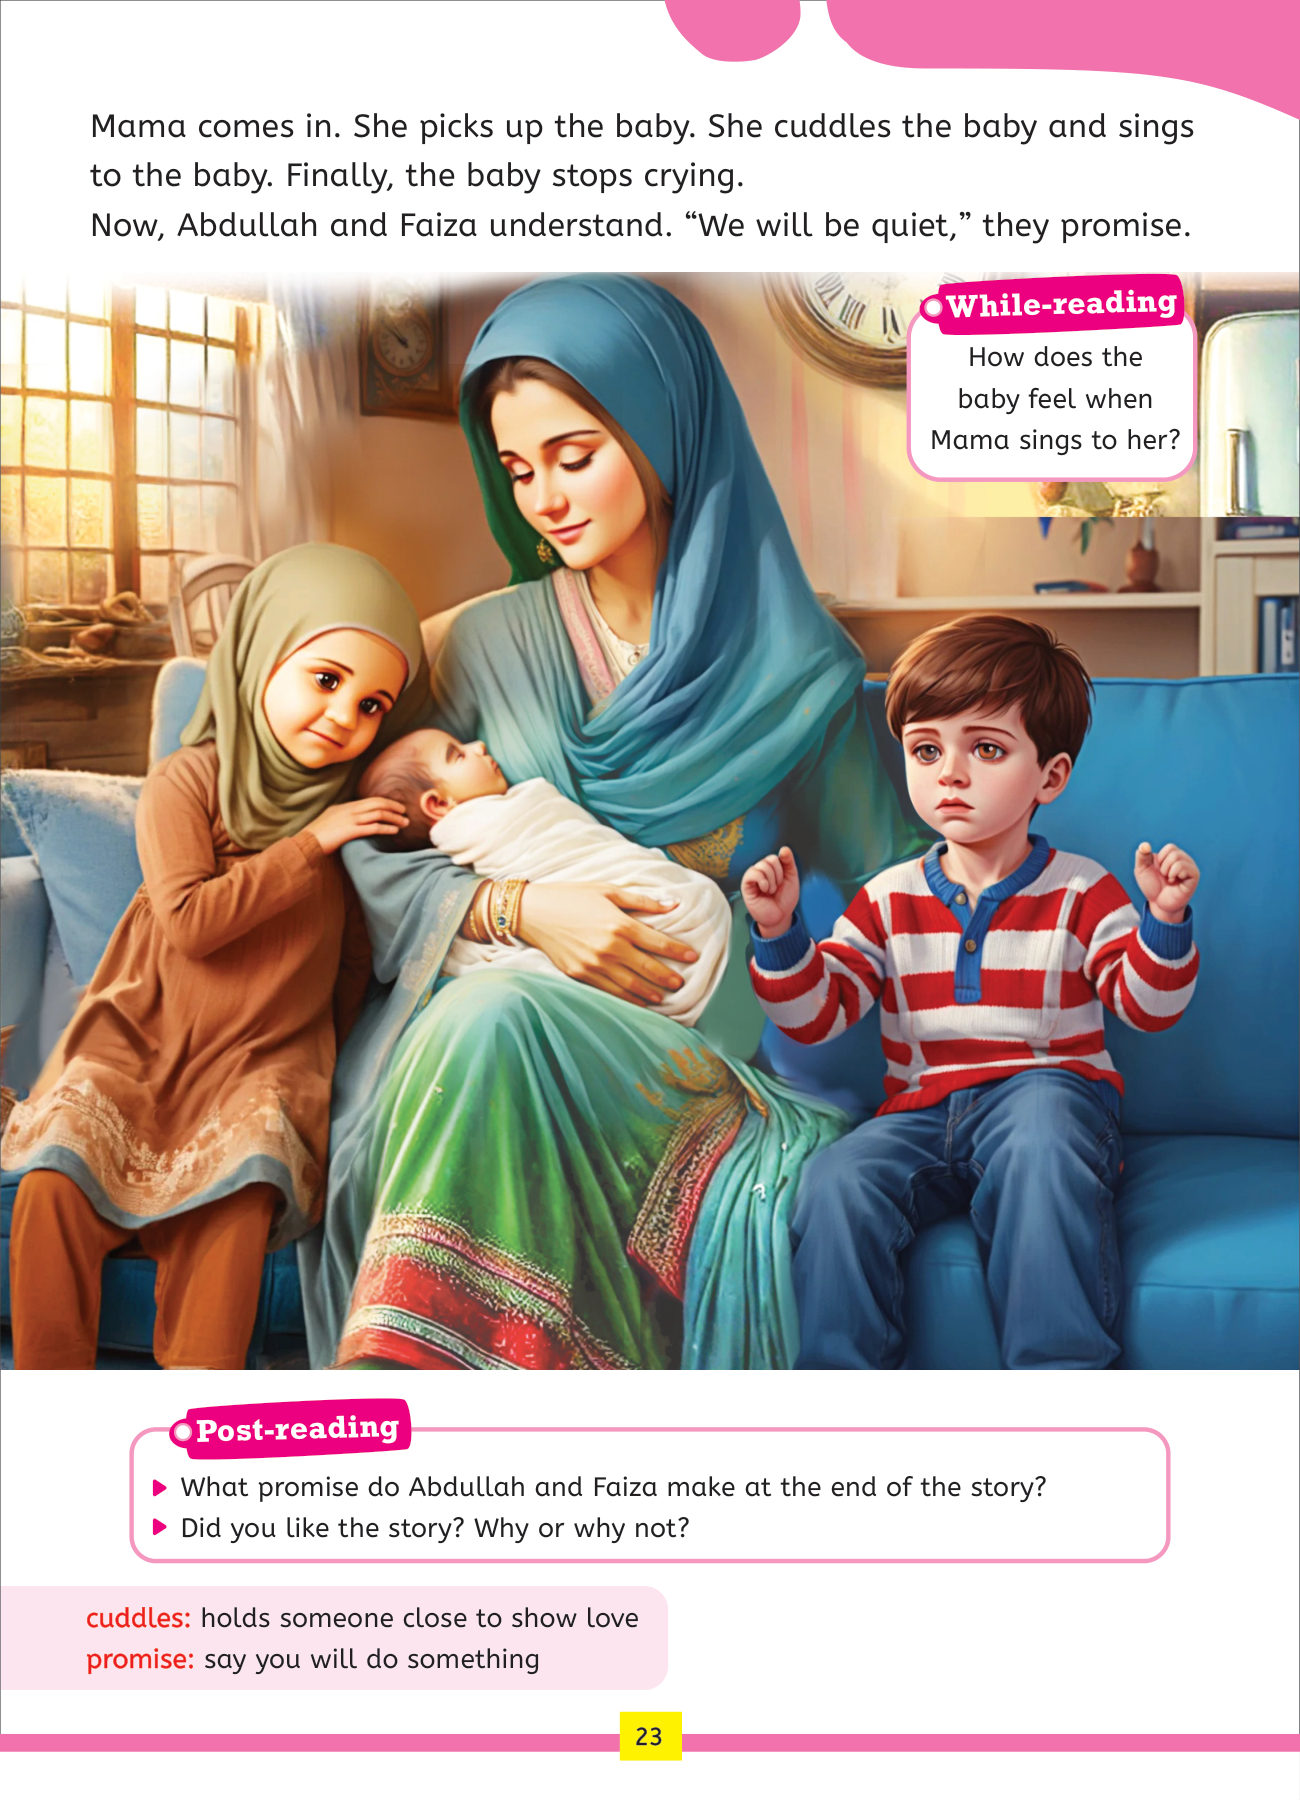 Mama comes in. She picks up the baby. She cuddles the baby and sings
to the baby. Finally, the baby stops crying.
Now, Abdullah and Faiza understand. “We will be quiet,” they promise.
While-reading
How does the
baby feel when
Mama sings to her?
Post-reading
What promise do Abdullah and Faiza make at the end of the story?
Did you like the story? Why or why not?
cuddles: holds someone close to show love
promise: say you will do something
23